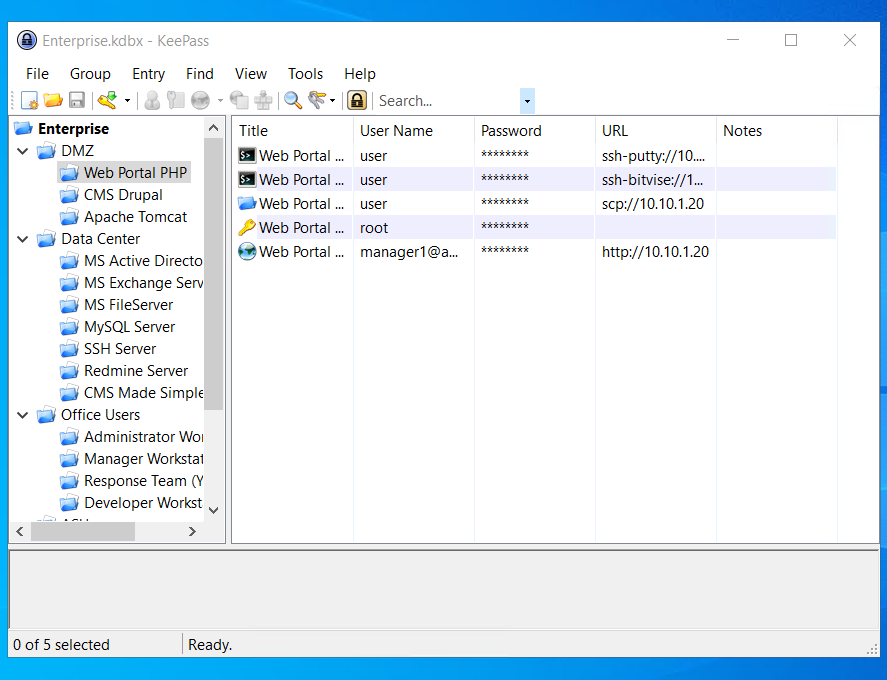 Enterprise.kdbx - KeePass
File Group Entry Find View Tools Help
Search...
Enterprise
DMZ
Web Portal PHP
CMS Drupal
Apache Tomcat
Data Center
MS Active Directo
MS Exchange Serv
MS FileServer
MySQL Server
SSH Server
Redmine Server
CMS Made Simple
Office Users
Administrator Wor
Manager Workstat
Response Team (Y
Developer Workst
Title User Name Password URL Notes
Web Portal ... user ******** ssh-putty://10....
Web Portal ... user ******** ssh-bitvise://1...
Web Portal ... user ******** scp://10.10.1.20
Web Portal ... root ********
Web Portal ... manager1@a... ******** http://10.10.1.20
0 of 5 selected Ready.